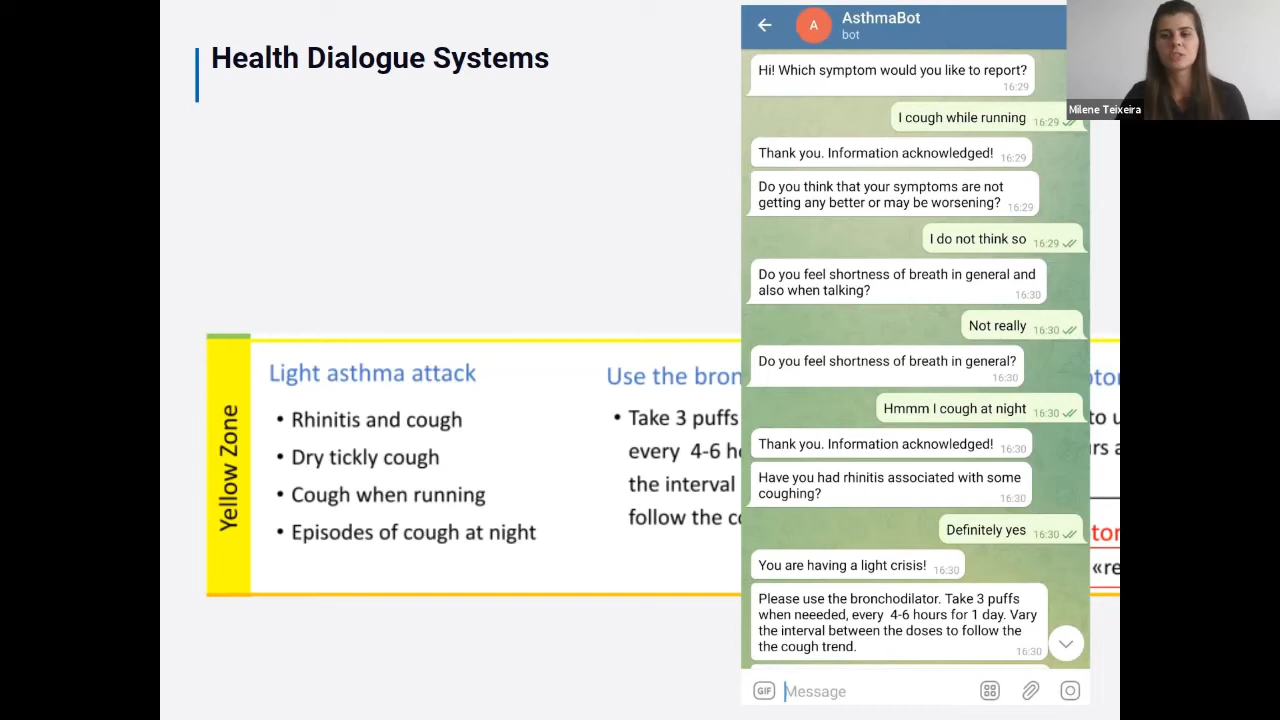 Health Dialogue Systems
AsthmaBot
A
bot
Milene Teixeira
Hi! Which symptom would you like to report?
16:29
I cough while running 16:29
Thank you. Information acknowledged! 16:29
Do you think that your symptoms are not
getting any better or may be worsening? 16:29
I do not think so 16:29
Do you feel shortness of breath in general and
also when talking? 16:30
Not really 16:30
Do you feel shortness of breath in general?
16:30
Hmmm I cough at night 16:30
Thank you. Information acknowledged! 16:30
Have you had rhinitis associated with some
coughing? 16:30
Definitely yes 16:30
You are having a light crisis! 16:30
Please use the bronchodilator. Take 3 puffs
when neeeded, every 4-6 hours for 1 day. Vary
the interval between the doses to follow the
the cough trend. 16:30
GIF Message
Yellow Zone
Light asthma attack
• Rhinitis and cough
• Dry tickly cough
• Cough when running
• Episodes of cough at night
Use the bron
• Take 3 puffs
every 4-6 h
the interval
follow the c